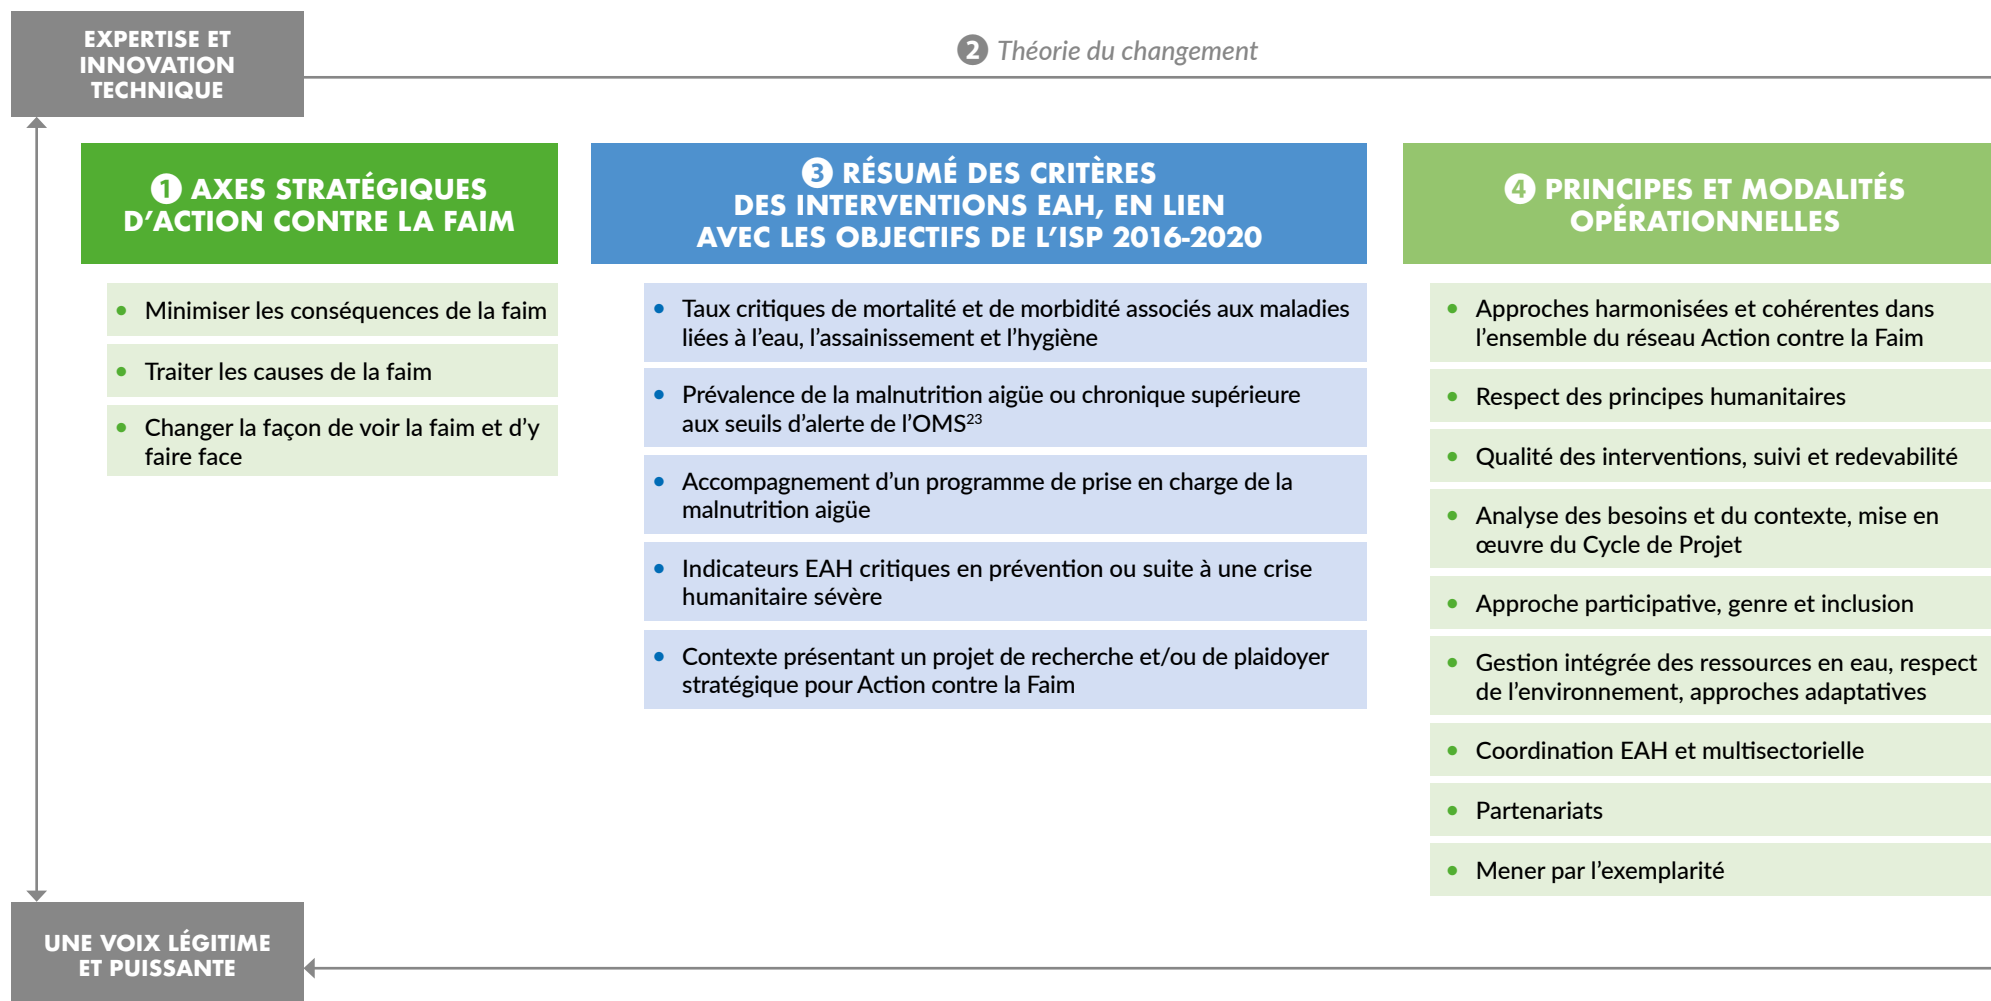 EXPERTISE ET
INNOVATION
TECHNIQUE
❷ Théorie du changement
❶ AXES STRATÉGIQUES
D’ACTION CONTRE LA FAIM
• Minimiser les conséquences de la faim
• Traiter les causes de la faim
• Changer la façon de voir la faim et d’y
faire face
❸ RÉSUMÉ DES CRITÈRES
DES INTERVENTIONS EAH, EN LIEN
AVEC LES OBJECTIFS DE L’ISP 2016-2020
• Taux critiques de mortalité et de morbidité associés aux maladies
liées à l’eau, l’assainissement et l’hygiène
• Prévalence de la malnutrition aigüe ou chronique supérieure
aux seuils d’alerte de l’OMS²³
• Accompagnement d’un programme de prise en charge de la
malnutrition aigüe
• Indicateurs EAH critiques en prévention ou suite à une crise
humanitaire sévère
• Contexte présentant un projet de recherche et/ou de plaidoyer
stratégique pour Action contre la Faim
❹ PRINCIPES ET MODALITÉS
OPÉRATIONNELLES
• Approches harmonisées et cohérentes dans
l’ensemble du réseau Action contre la Faim
• Respect des principes humanitaires
• Qualité des interventions, suivi et redevabilité
• Analyse des besoins et du contexte, mise en
œuvre du Cycle de Projet
• Approche participative, genre et inclusion
• Gestion intégrée des ressources en eau, respect
de l’environnement, approches adaptatives
• Coordination EAH et multisectorielle
• Partenariats
• Mener par l’exemplarité
UNE VOIX LÉGITIME
ET PUISSANTE